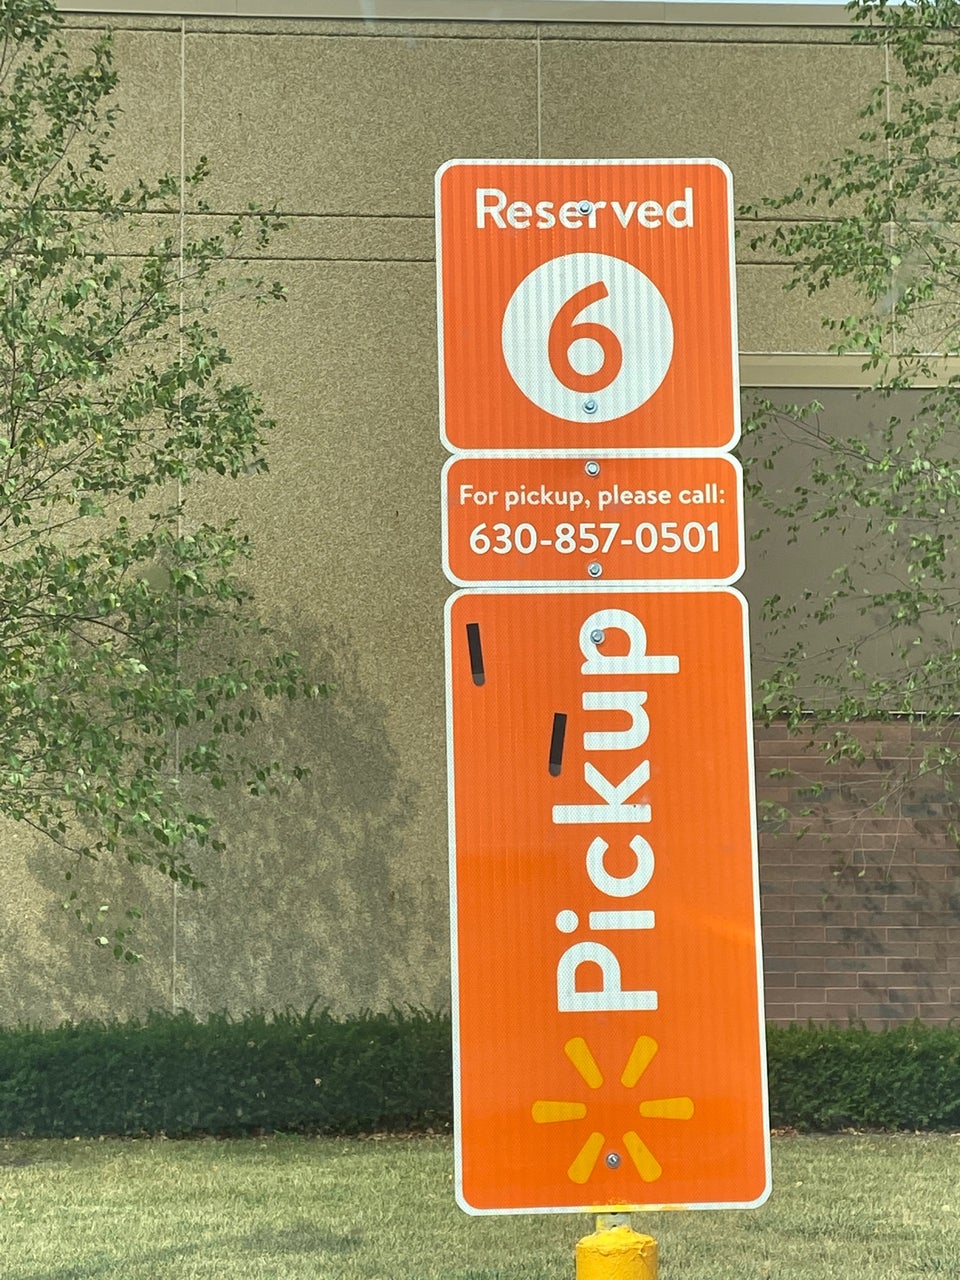 Reserved
6
For pickup, please call:
630-857-0501
Pickup